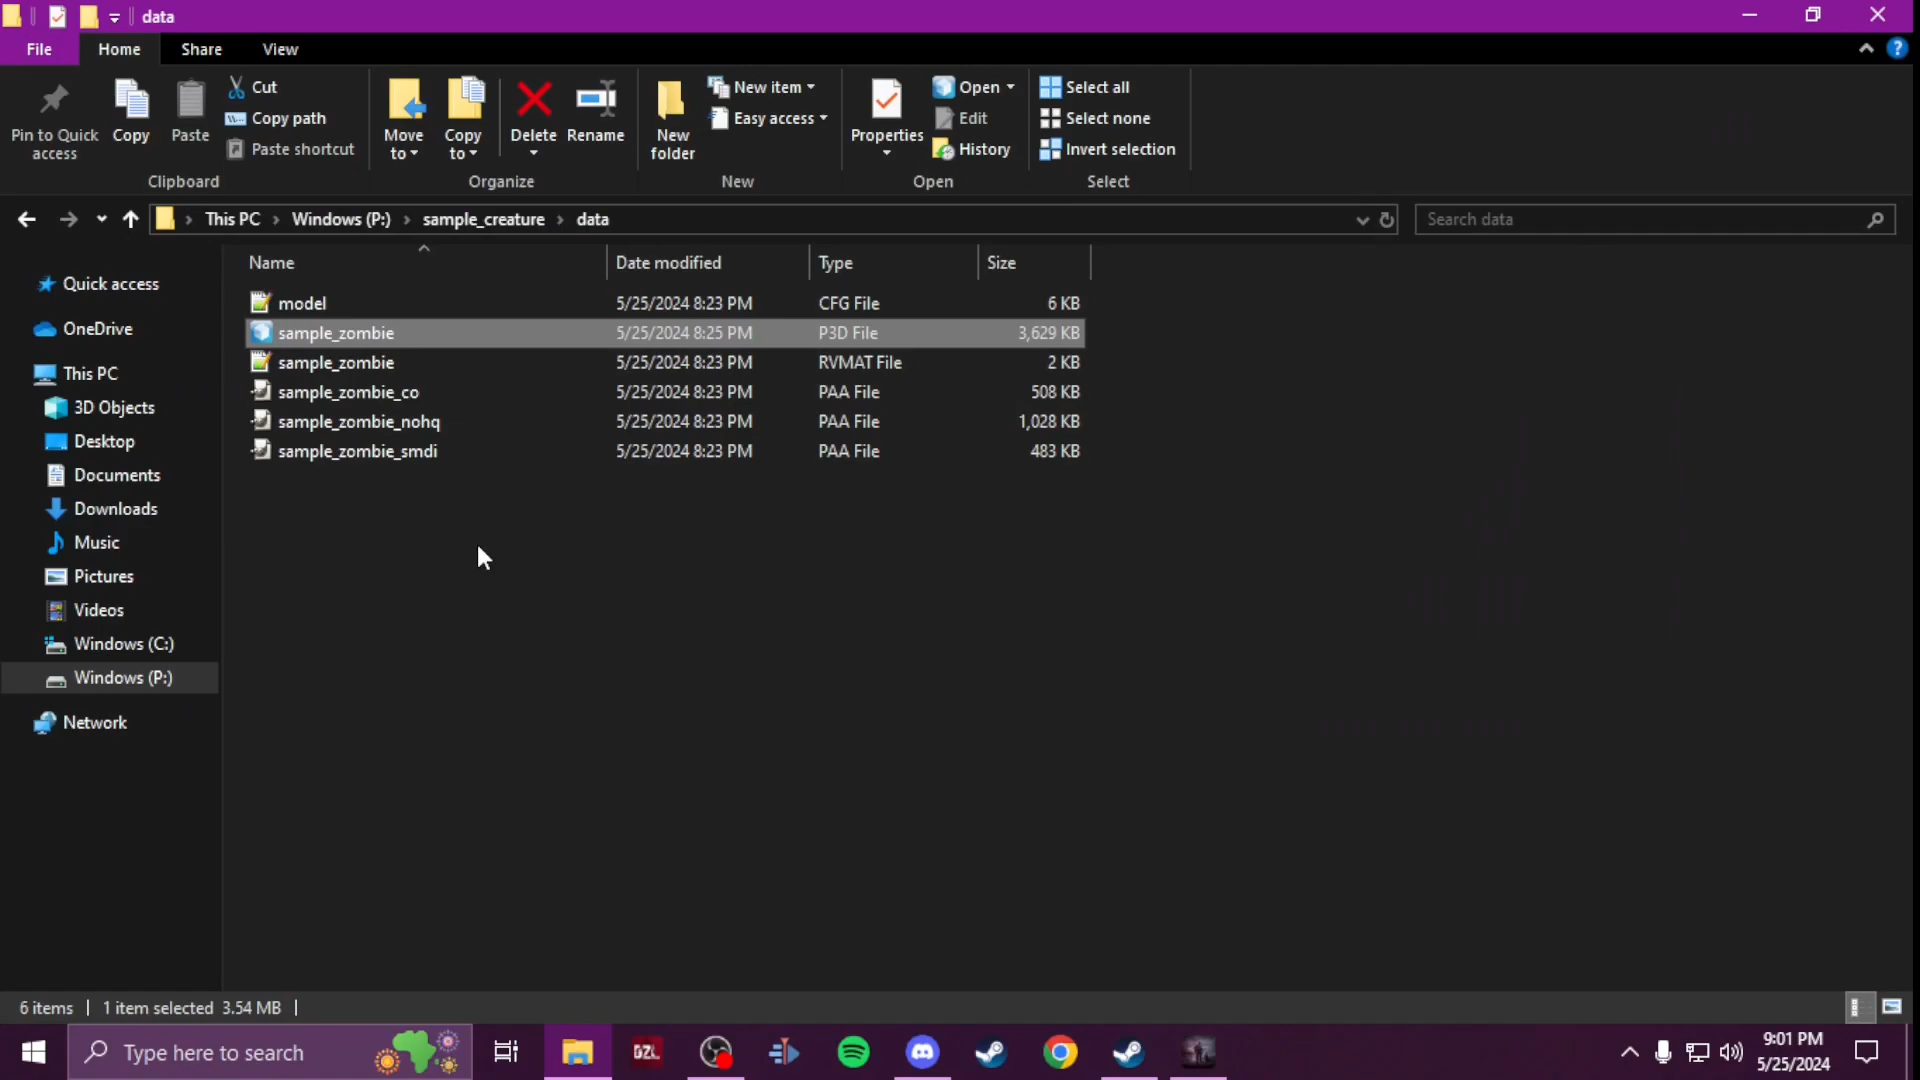 data
File
Home
Share
View
Pin to Quick access
Copy
Paste
Cut
Copy path
Paste shortcut
Clipboard
Move to
Copy to
Delete
Rename
Organize
New folder
New item
Easy access
New
Properties
Open
Edit
History
Open
Select all
Select none
Invert selection
Select
This PC
Windows (P:)
sample_creature
data
Search data
Name
Date modified
Type
Size
model 5/25/2024 8:23 PM CFG File 6 KB
sample_zombie 5/25/2024 8:25 PM P3D File 3,629 KB
sample_zombie 5/25/2024 8:23 PM RVMAT File 2 KB
sample_zombie_co 5/25/2024 8:23 PM PAA File 508 KB
sample_zombie_nohq 5/25/2024 8:23 PM PAA File 1,028 KB
sample_zombie_smdi 5/25/2024 8:23 PM PAA File 483 KB
Quick access
OneDrive
This PC
3D Objects
Desktop
Documents
Downloads
Music
Pictures
Videos
Windows (C:)
Windows (P:)
Network
6 items
1 item selected 3.54 MB
Type here to search
DZL
9:01 PM
5/25/2024